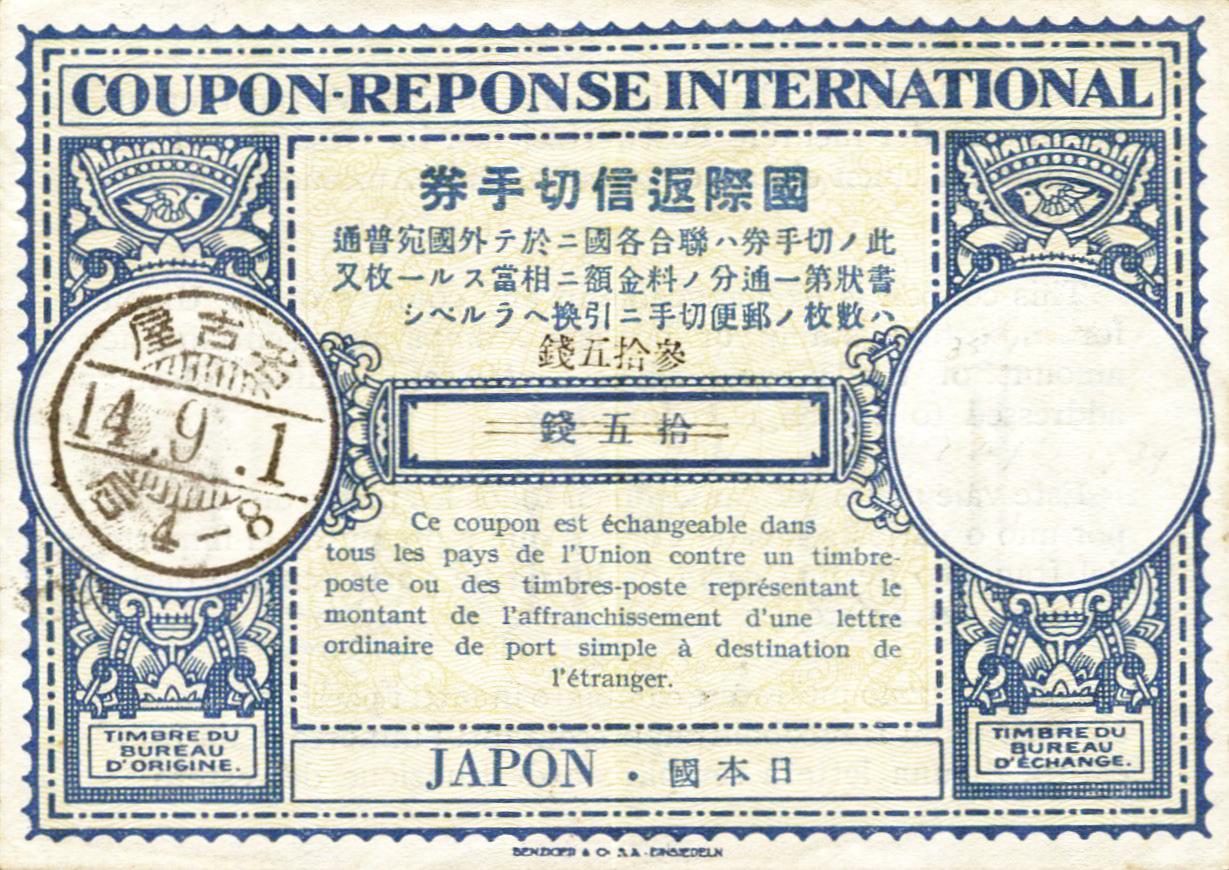 COUPON-REPONSE INTERNATIONAL
國際返信切手券
此ノ切手券ハ聯合各國ニ於テ外國宛普通
書狀第一通分ノ料金額ニ相當スル一枚又
ハ數枚ノ郵便切手ニ引換ヘラルベシ
參拾五錢
拾五錢
名古屋
14.9.1
4-8
Ce coupon est échangeable dans
tous les pays de l'Union contre un timbre-
poste ou des timbres-poste représentant le
montant de l'affranchissement d'une lettre
ordinaire de port simple à destination de
l'étranger.
TIMBRE DU
BUREAU
D'ORIGINE.
JAPON · 日本國
TIMBRE DU
BUREAU
D'ÉCHANGE.
BENZIGER & Co S.A. EINSIEDELN